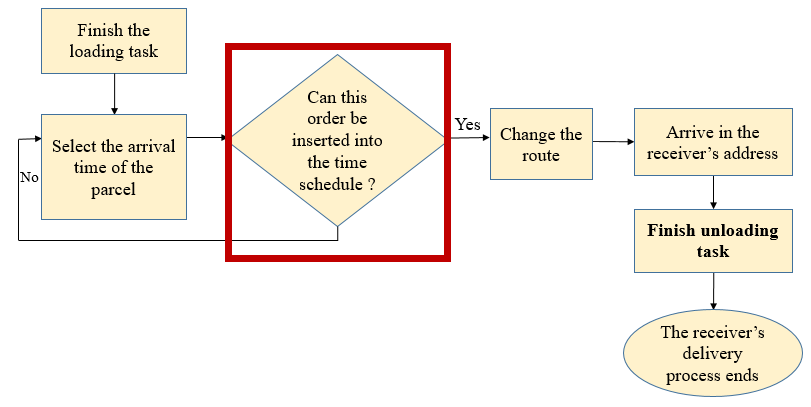 Finish the
loading task
Select the arrival
time of the
parcel
No
Can this
order be
inserted into
the time
schedule ?
Yes
Change the
route
Arrive in the
receiver’s address
Finish unloading
task
The receiver’s
delivery
process ends